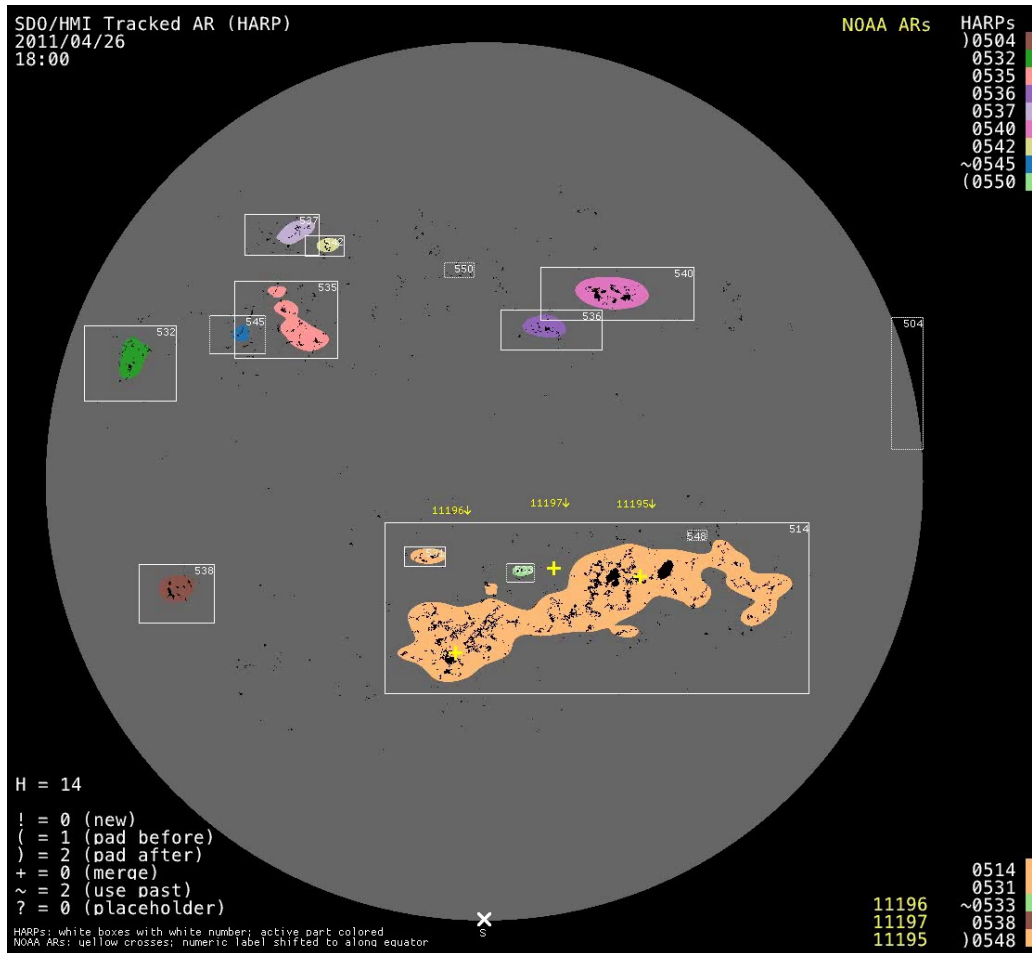 SDO/HMI Tracked AR (HARP)
2011/04/26
18:00
NOAA ARs
HARPs
)0504
0532
0535
0536
0537
0540
0542
~0545
(0550
537
550
540
535
545
536
532
504
11196↓
11197↓
11195↓
514
548
538
H = 14
! = 0 (new)
( = 1 (pad before)
) = 2 (pad after)
+ = 0 (merge)
~ = 2 (use past)
? = 0 (placeholder)
HARPs: white boxes with white number; active part colored
NOAA ARs: yellow crosses; numeric label shifted to along equator
S
11196
11197
11195
0514
0531
~0533
0538
)0548